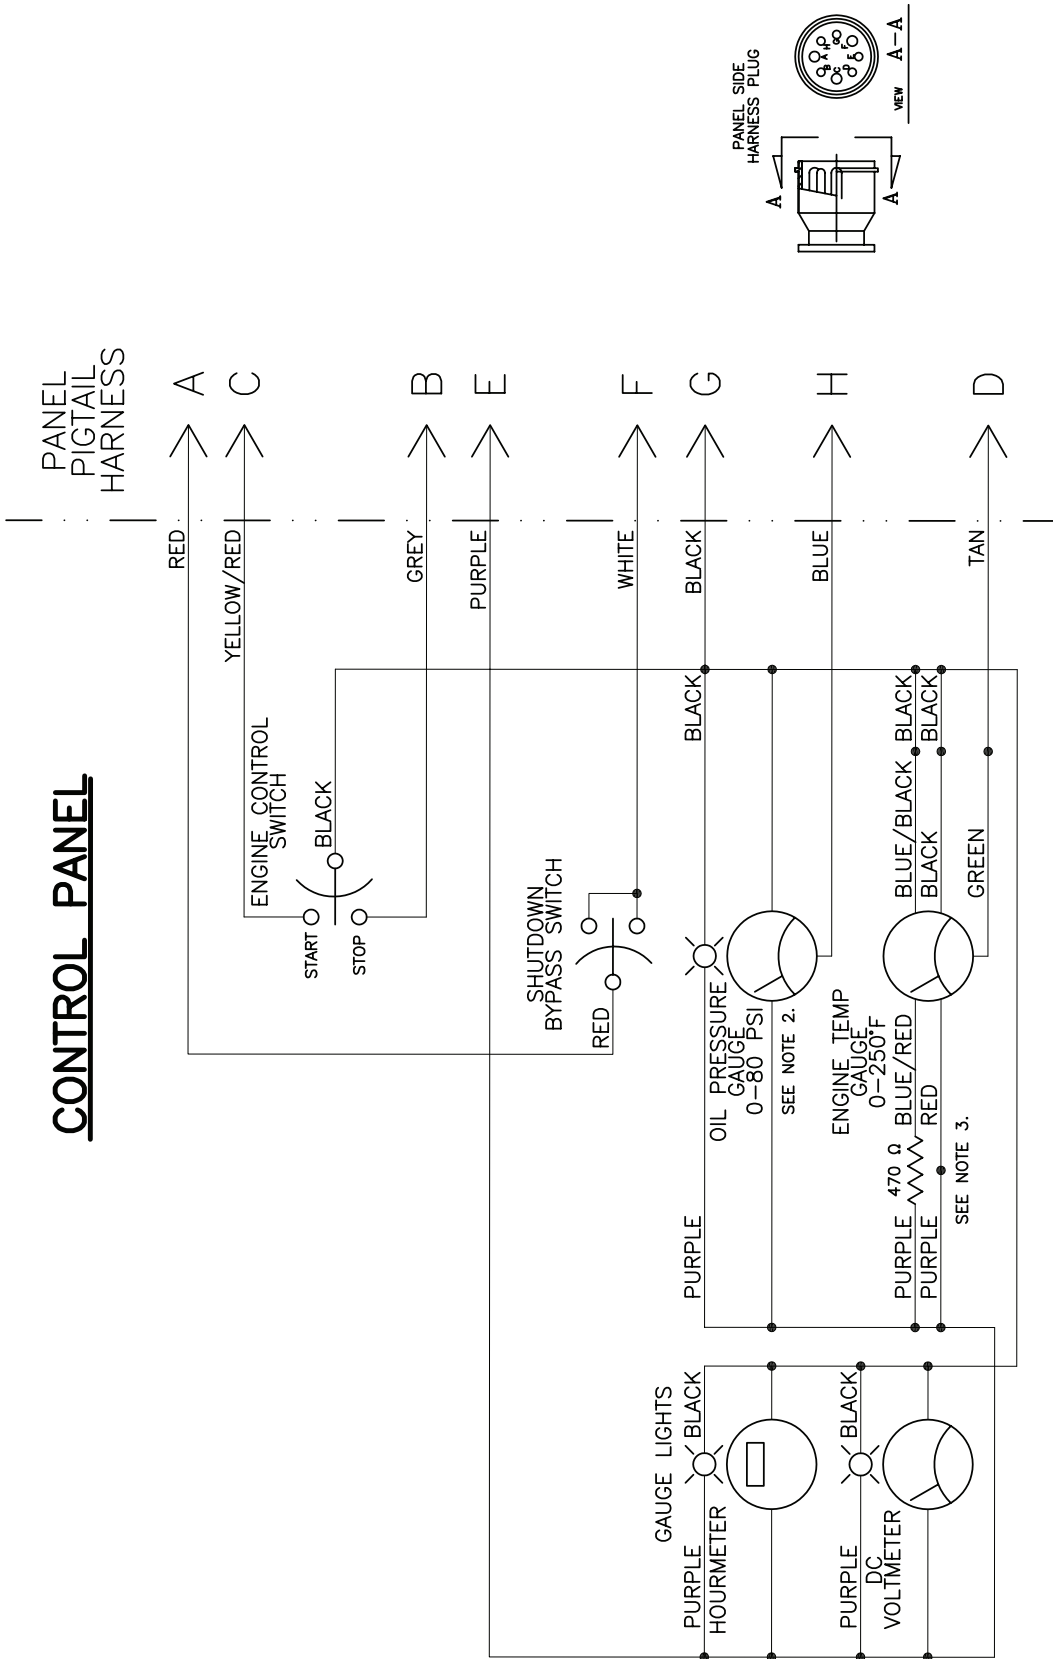 CONTROL PANEL
PANEL
PIGTAIL
HARNESS
A
C
B
E
F
G
H
D
RED
YELLOW/RED
GREY
PURPLE
WHITE
BLACK
BLUE
TAN
ENGINE CONTROL
SWITCH
START
STOP
BLACK
SHUTDOWN
BYPASS SWITCH
RED
BLACK
OIL PRESSURE
GAUGE
0-80 PSI
SEE NOTE 2.
PURPLE
ENGINE TEMP
GAUGE
0-250°F
BLUE/BLACK
BLACK
BLACK
BLACK
GREEN
BLUE/RED
RED
470 Ω
PURPLE
PURPLE
SEE NOTE 3.
GAUGE LIGHTS
PURPLE
BLACK
HOURMETER
PURPLE
BLACK
DC
VOLTMETER
PANEL SIDE
HARNESS PLUG
A
A
VIEW A-A
A
B
C
D
E
F
G
H